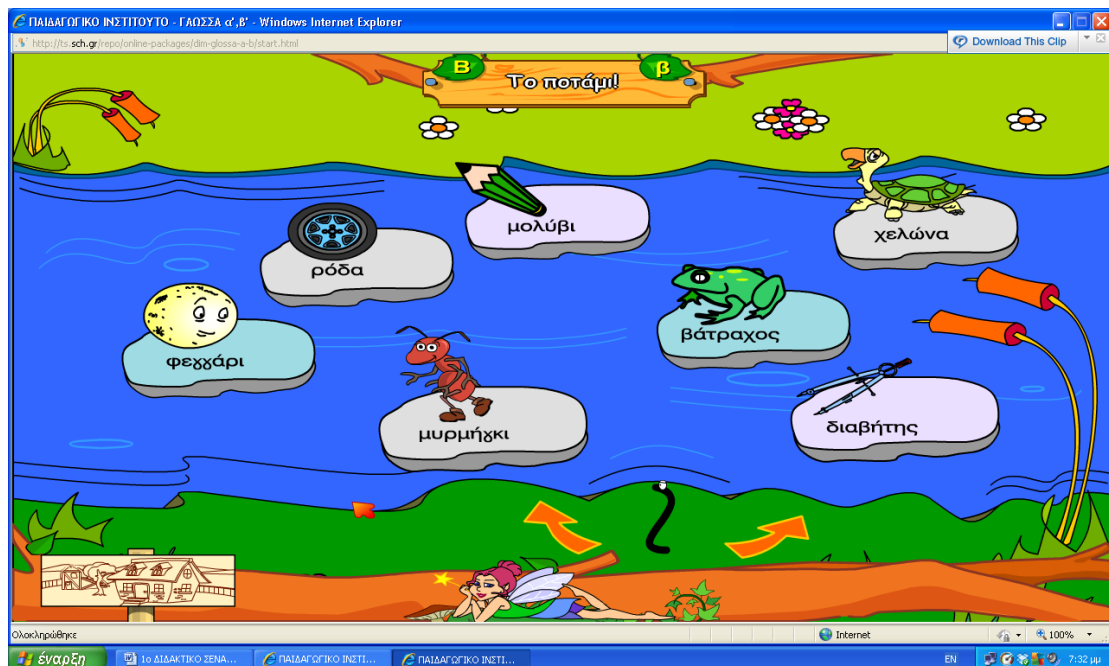 ΠΑΙΔΑΓΩΓΙΚΟ ΙΝΣΤΙΤΟΥΤΟ - ΓΛΩΣΣΑ α',β' - Windows Internet Explorer
http://ts.sch.gr/repo/online-packages/dim-glossa-a-b/start.html
Download This Clip
Β Το ποτάμι! β
μολύβι
χελώνα
ρόδα
βάτραχος
φεγγάρι
διαβήτης
μυρμήγκι
Ολοκληρώθηκε
Internet
100%
έναρξη
1ο ΔΙΔΑΚΤΙΚΟ ΣΕΝΑ...
ΠΑΙΔΑΓΩΓΙΚΟ ΙΝΣΤΙ...
ΠΑΙΔΑΓΩΓΙΚΟ ΙΝΣΤΙ...
EN
7:32 μμ